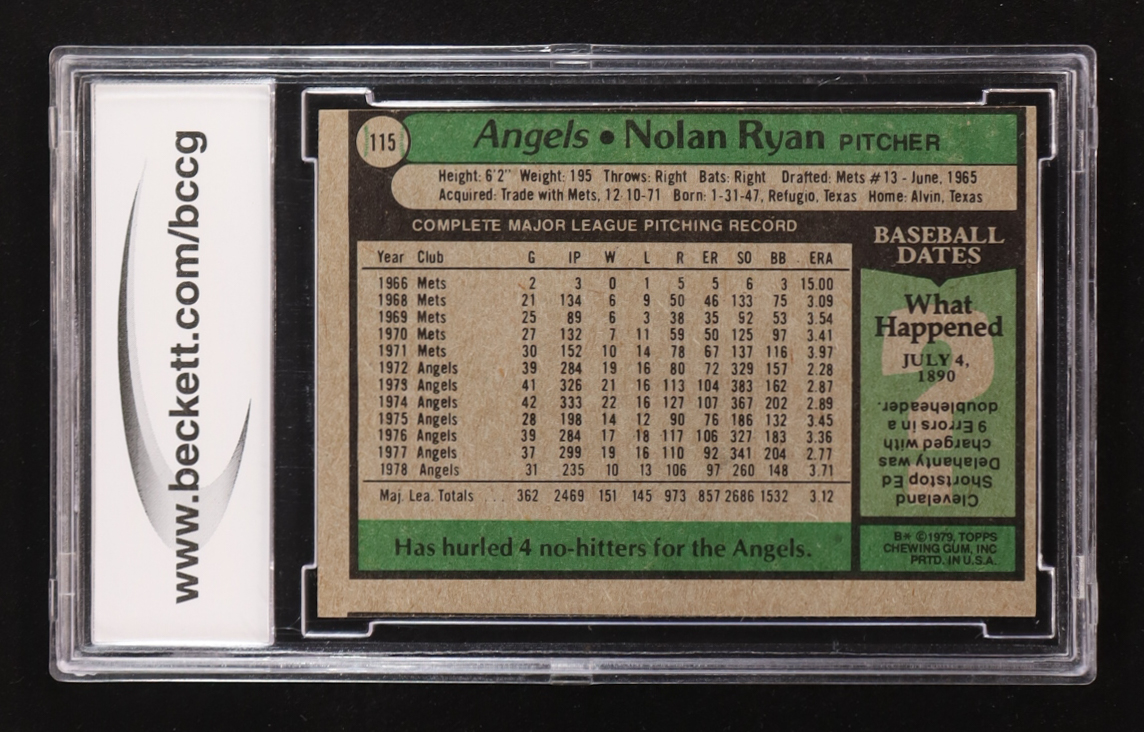 www.beckett.com/bccg
115
Angels • Nolan Ryan PITCHER
Height: 6'2" Weight: 195 Throws: Right Bats: Right Drafted: Mets #13 - June, 1965
Acquired: Trade with Mets, 12-10-71 Born: 1-31-47, Refugio, Texas Home: Alvin, Texas
COMPLETE MAJOR LEAGUE PITCHING RECORD
Year Club G IP W L R ER SO BB ERA
1966 Mets 2 3 0 1 5 5 6 3 15.00
1968 Mets 21 134 6 9 50 46 133 75 3.09
1969 Mets 25 89 6 3 38 35 92 53 3.54
1970 Mets 27 132 7 11 59 50 125 97 3.41
1971 Mets 30 152 10 14 78 67 137 116 3.97
1972 Angels 39 284 19 16 80 72 329 157 2.28
1973 Angels 41 326 21 16 113 104 383 162 2.87
1974 Angels 42 333 22 16 127 107 367 202 2.89
1975 Angels 28 198 14 12 90 76 186 132 3.45
1976 Angels 39 284 17 18 117 106 327 183 3.36
1977 Angels 37 299 19 16 110 92 341 204 2.77
1978 Angels 31 235 10 13 106 97 260 148 3.71
Maj. Lea. Totals ... 362 2469 151 145 973 857 2686 1532 3.12
Has hurled 4 no-hitters for the Angels.
BASEBALL
DATES
What
Happened
JULY 4,
1890
?
Cleveland
Shortstop Ed
Delahanty was
charged with
9 Errors in a
doubleheader.
B* ©1979, TOPPS
CHEWING GUM, INC
PRTD. IN U.S.A.